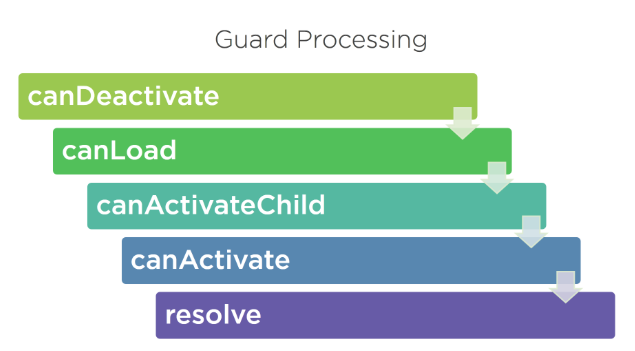 Guard Processing
canDeactivate
canLoad
canActivateChild
canActivate
resolve